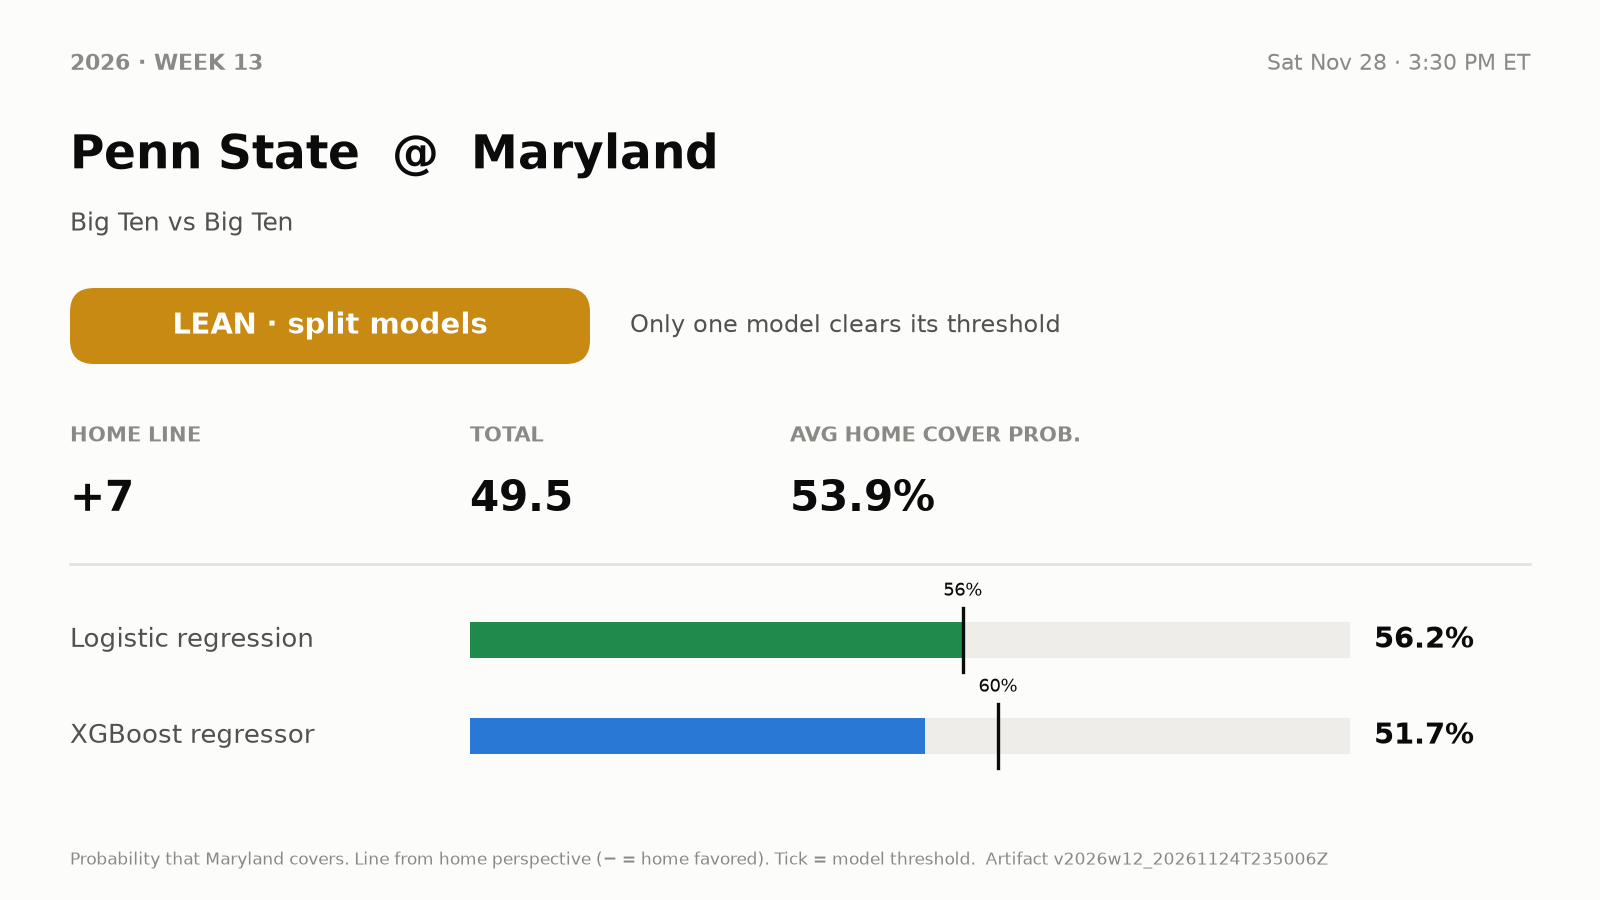 2026 · WEEK 13
Sat Nov 28 · 3:30 PM ET
Penn State @ Maryland
Big Ten vs Big Ten
LEAN · split models
Only one model clears its threshold
HOME LINE
TOTAL
AVG HOME COVER PROB.
+7
49.5
53.9%
56%
Logistic regression
56.2%
60%
XGBoost regressor
51.7%
Probability that Maryland covers. Line from home perspective (− = home favored). Tick = model threshold. Artifact v2026w12_20261124T235006Z